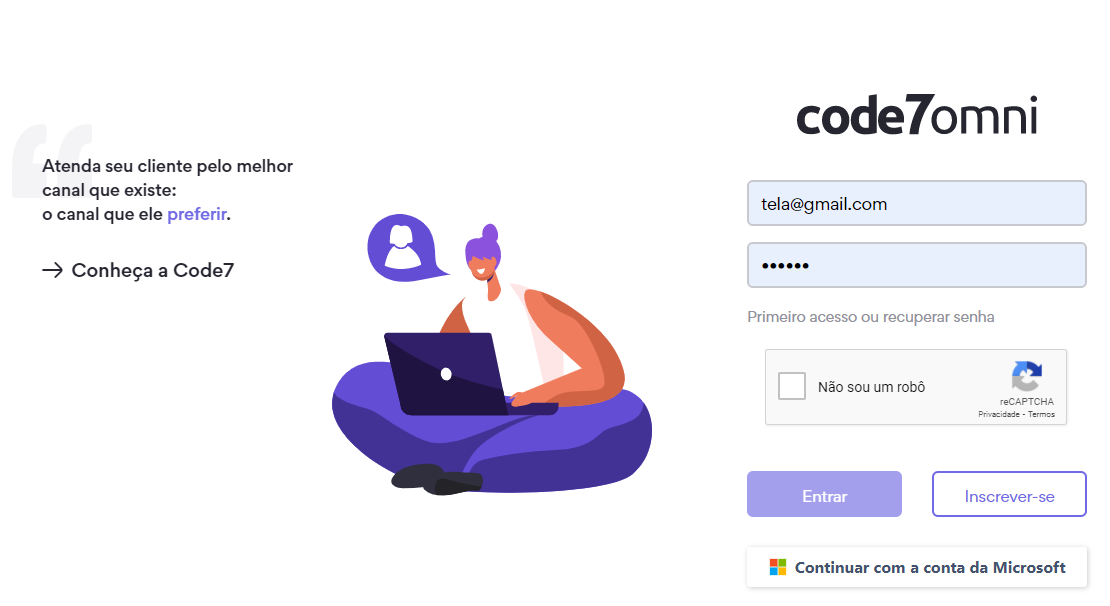 Atenda seu cliente pelo melhor
canal que existe:
o canal que ele preferir.
→ Conheça a Code7
code7omni
tela@gmail.com
••••••
Primeiro acesso ou recuperar senha
Não sou um robô
reCAPTCHA
Privacidade - Termos
Entrar
Inscrever-se
Continuar com a conta da Microsoft